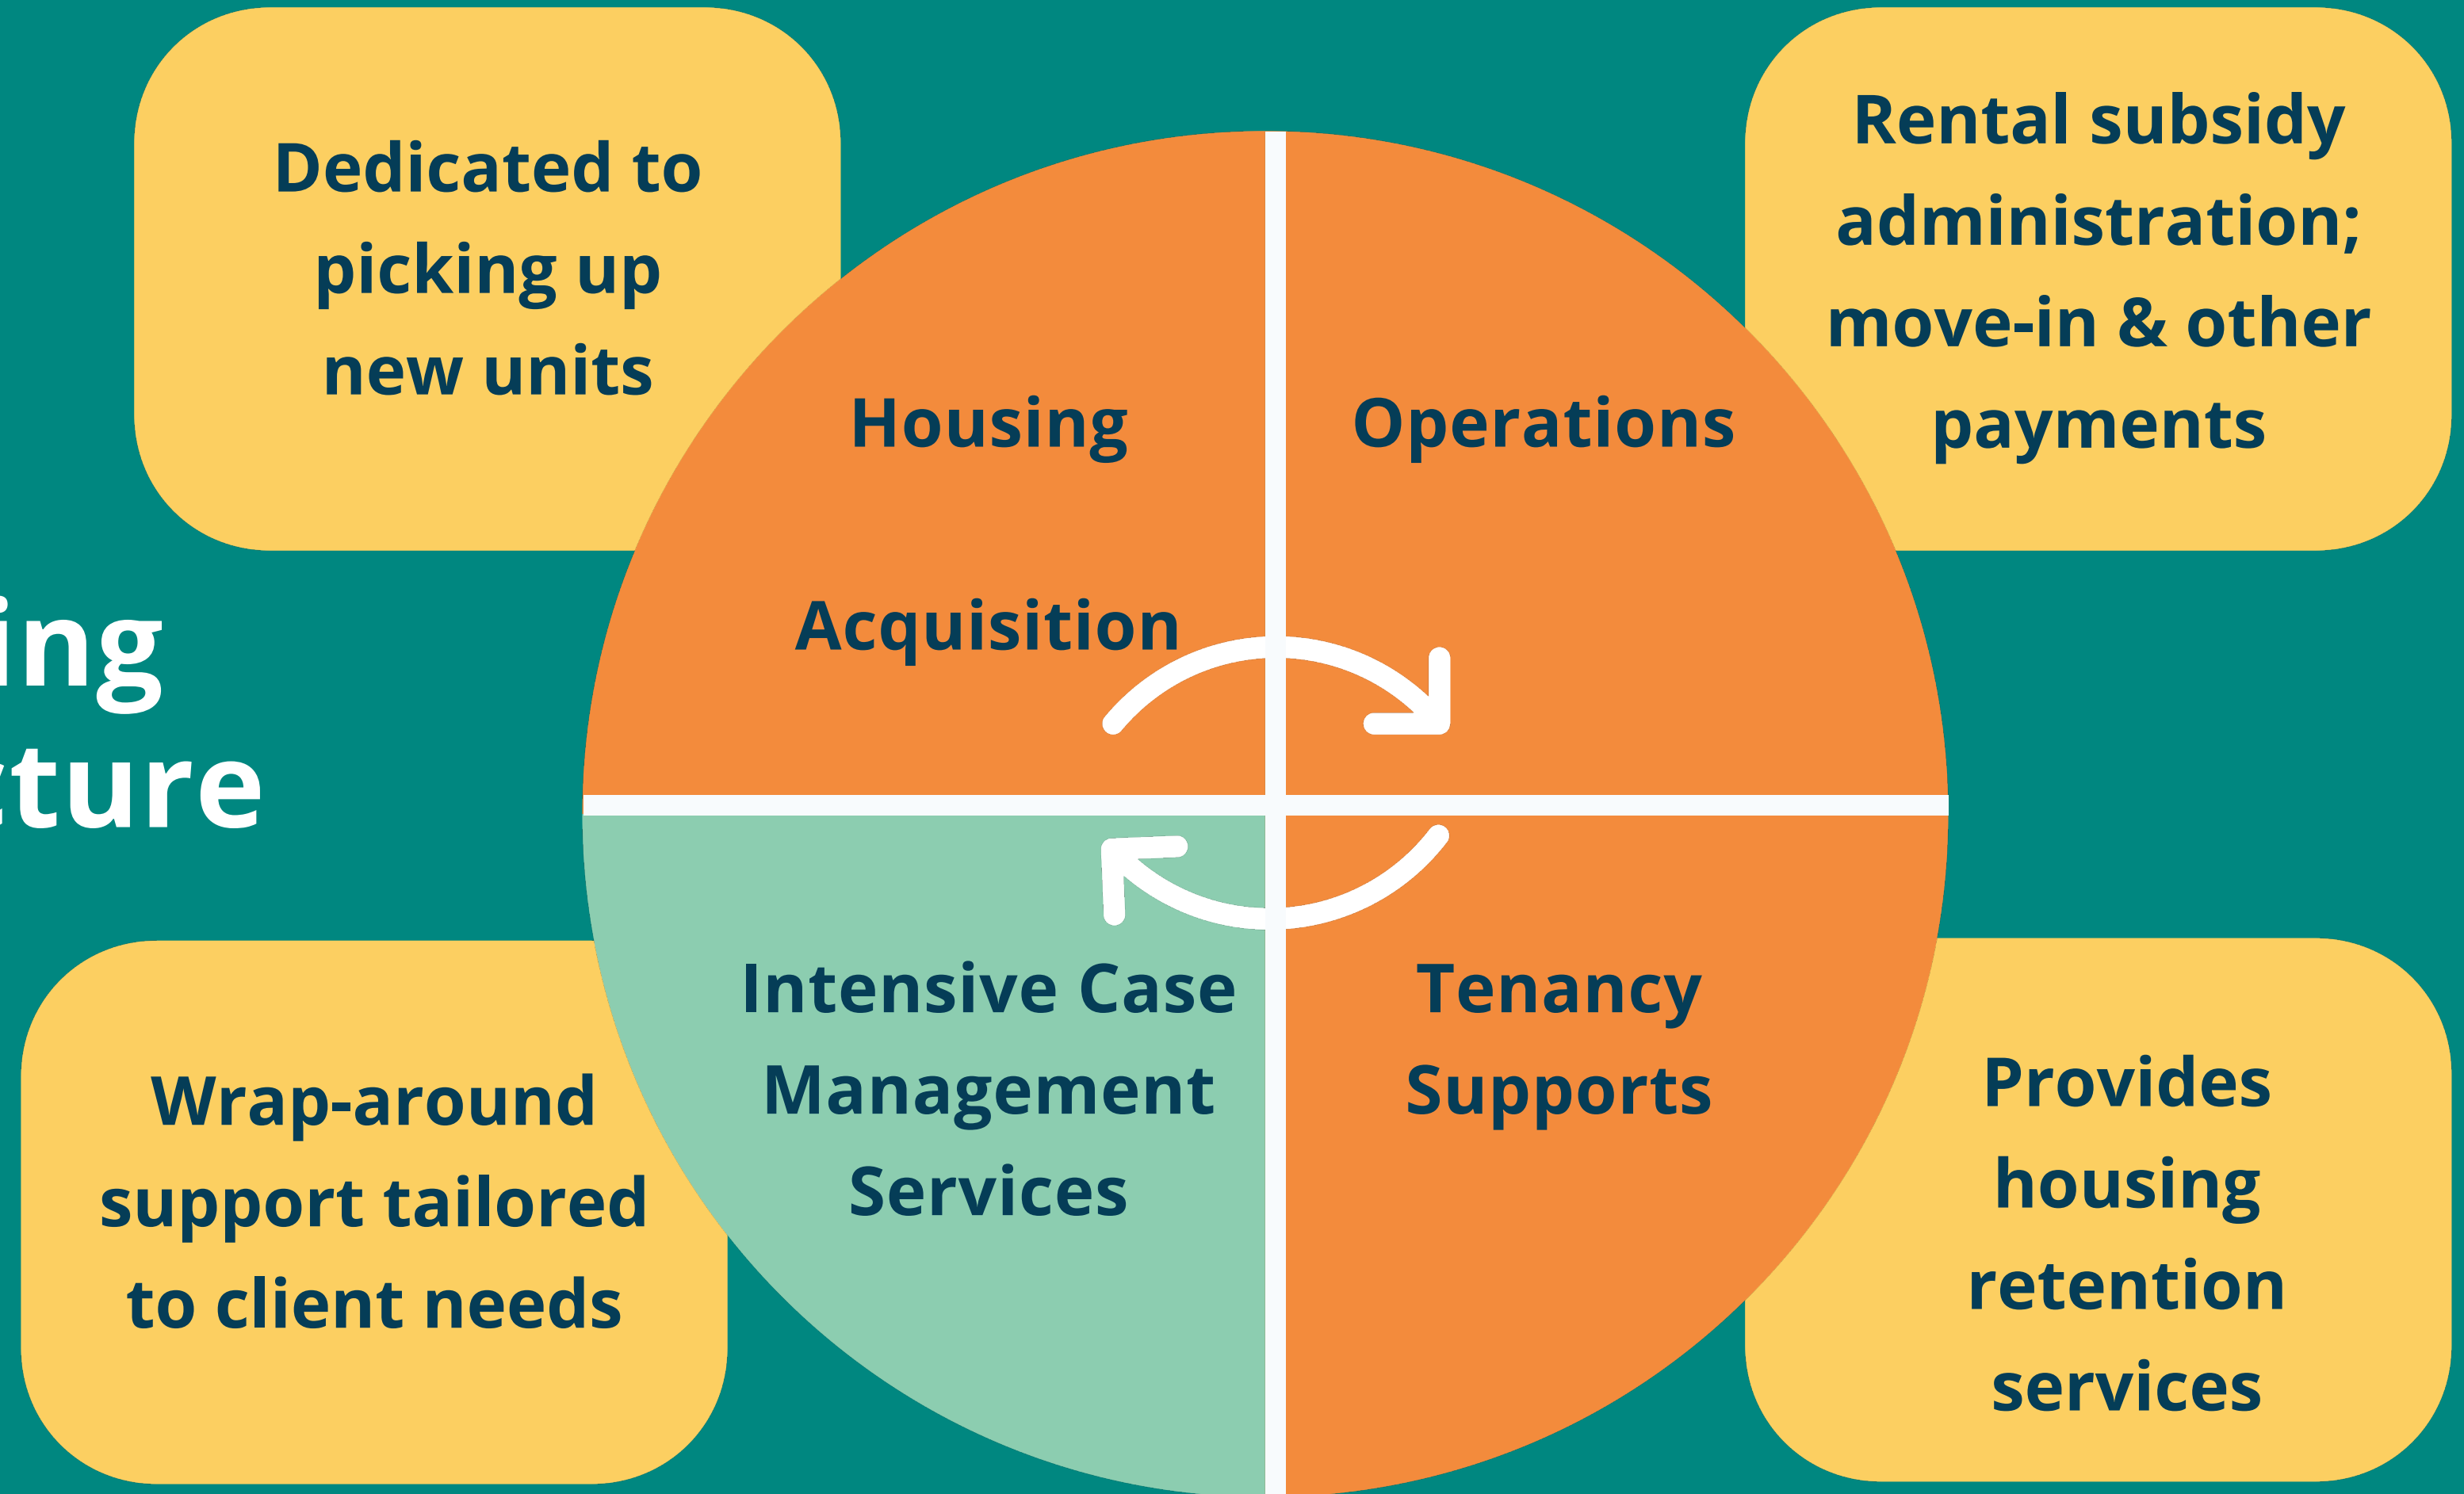 Dedicated to
picking up
new units
Rental subsidy
administration;
move-in & other
payments
Housing
Acquisition
Operations
ing
cture
Intensive Case
Management
Services
Tenancy
Supports
Wrap-around
support tailored
to client needs
Provides
housing
retention
services